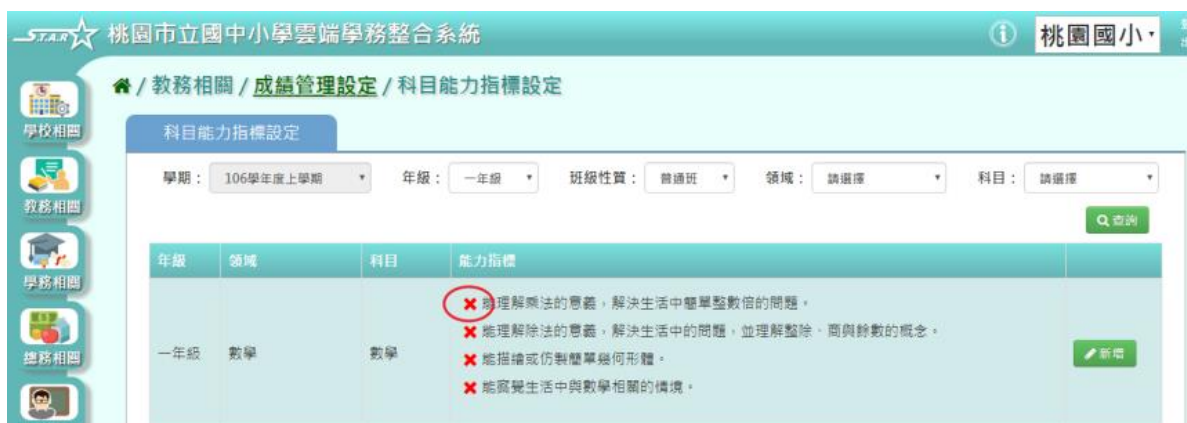 STAR 桃園市立國中小學雲端學務整合系統
桃園國小
/ 教務相關 / 成績管理設定 / 科目能力指標設定
學校相關
教務相關
學務相關
總務相關
科目能力指標設定
學期： 106學年度上學期 年級： 一年級 班級性質： 普通班 領域： 請選擇 科目： 請選擇
查詢
年級 領域 科目 能力指標
能理解乘法的意義，解決生活中簡單整數倍的問題。
能理解除法的意義，解決生活中的問題，並理解整除、商與餘數的概念。
一年級 數學 數學 能描繪或仿製簡單幾何形體。 新增
能察覺生活中與數學相關的情境。